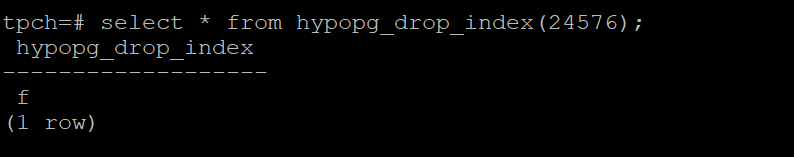 tpch=# select * from hypopg_drop_index(24576);
 hypopg_drop_index
-------------------
 f
(1 row)